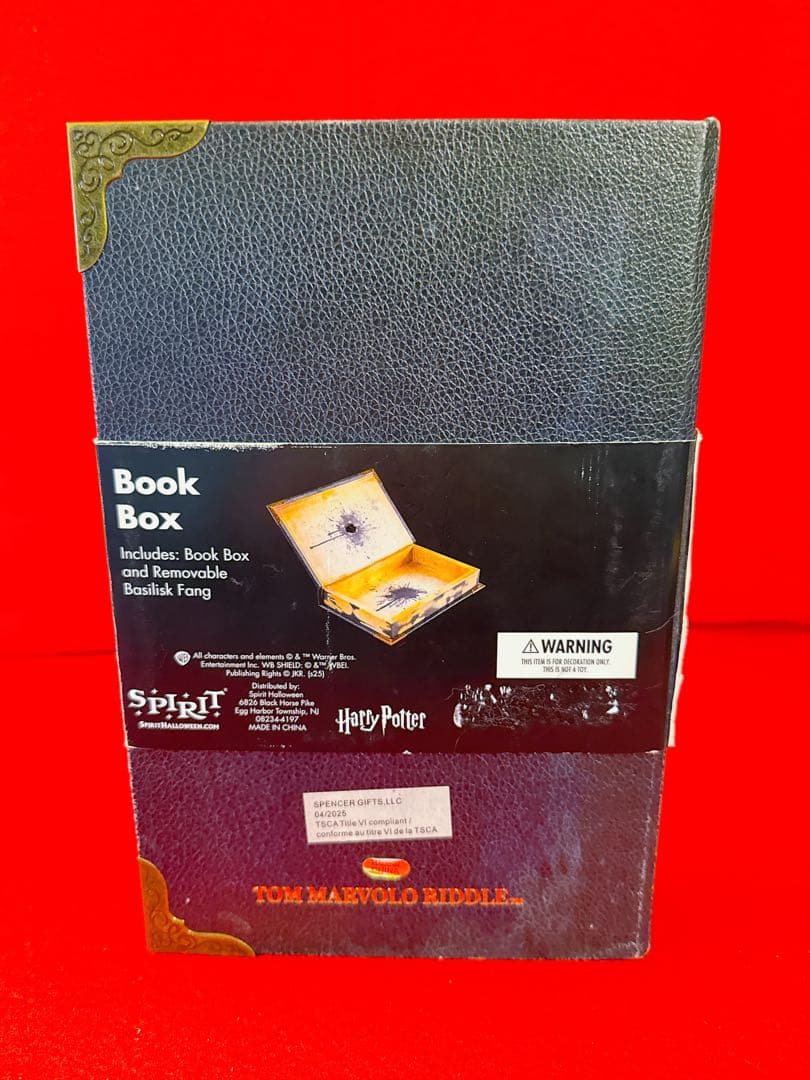 Book
Box
Includes: Book Box
and Removable
Basilisk Fang
All characters and elements © & ™ Warner Bros.
Entertainment Inc. WB SHIELD: © & ™ WBEI.
Publishing Rights © JKR. (s25)
Distributed by:
Spirit Halloween
6826 Black Horse Pike
Egg Harbor Township, NJ
08234-4197
MADE IN CHINA
SPIRIT
SPIRITHALLOWEEN.COM
Harry Potter
⚠WARNING
THIS ITEM IS FOR DECORATION ONLY.
THIS IS NOT A TOY.
SPENCER GIFTS, LLC
04/2025
TSCA Title VI compliant /
conforme au titre VI de la TSCA
TOM MARVOLO RIDDLE™